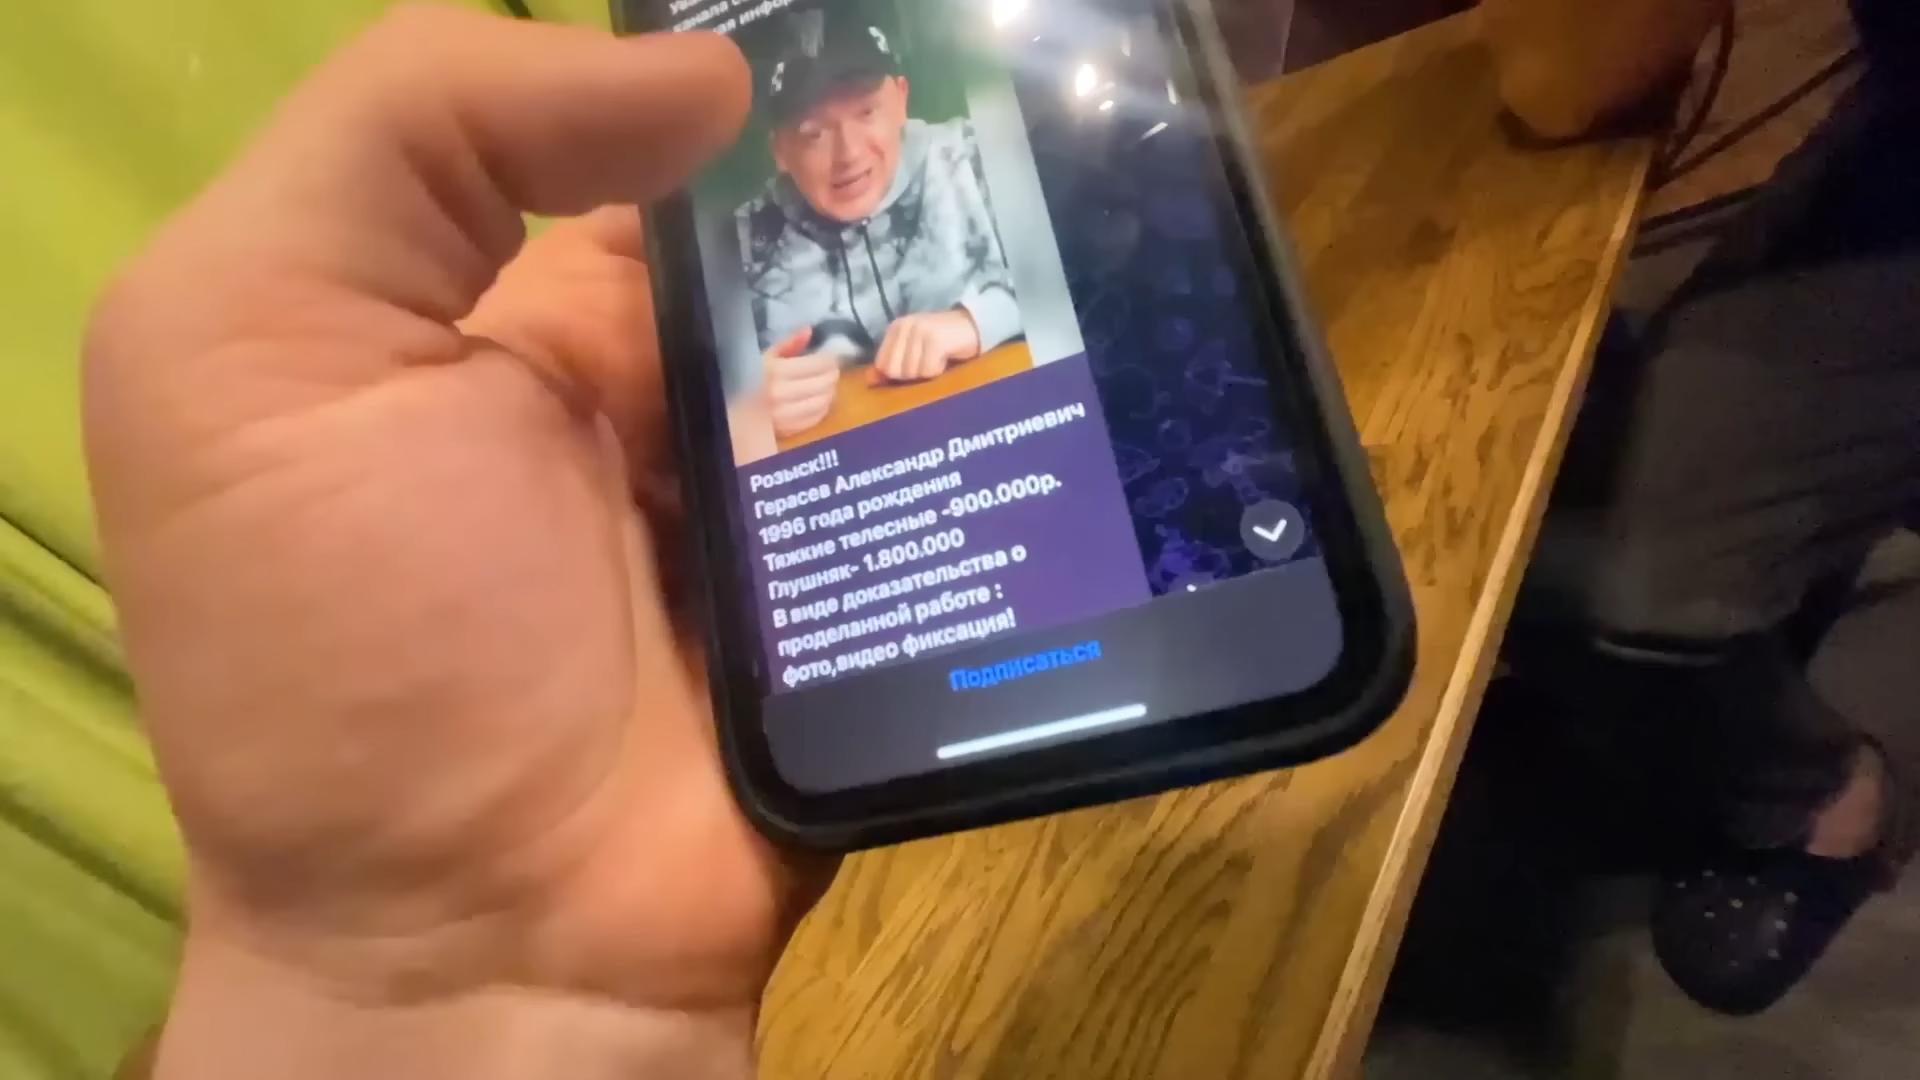 канала
Розыск!!!
Герасев Александр Дмитриевич
1996 года рождения
Тяжкие телесные -900.000р.
Глушняк- 1.800.000
В виде доказательства о
проделанной работе :
фото,видео фиксация!
Подписаться